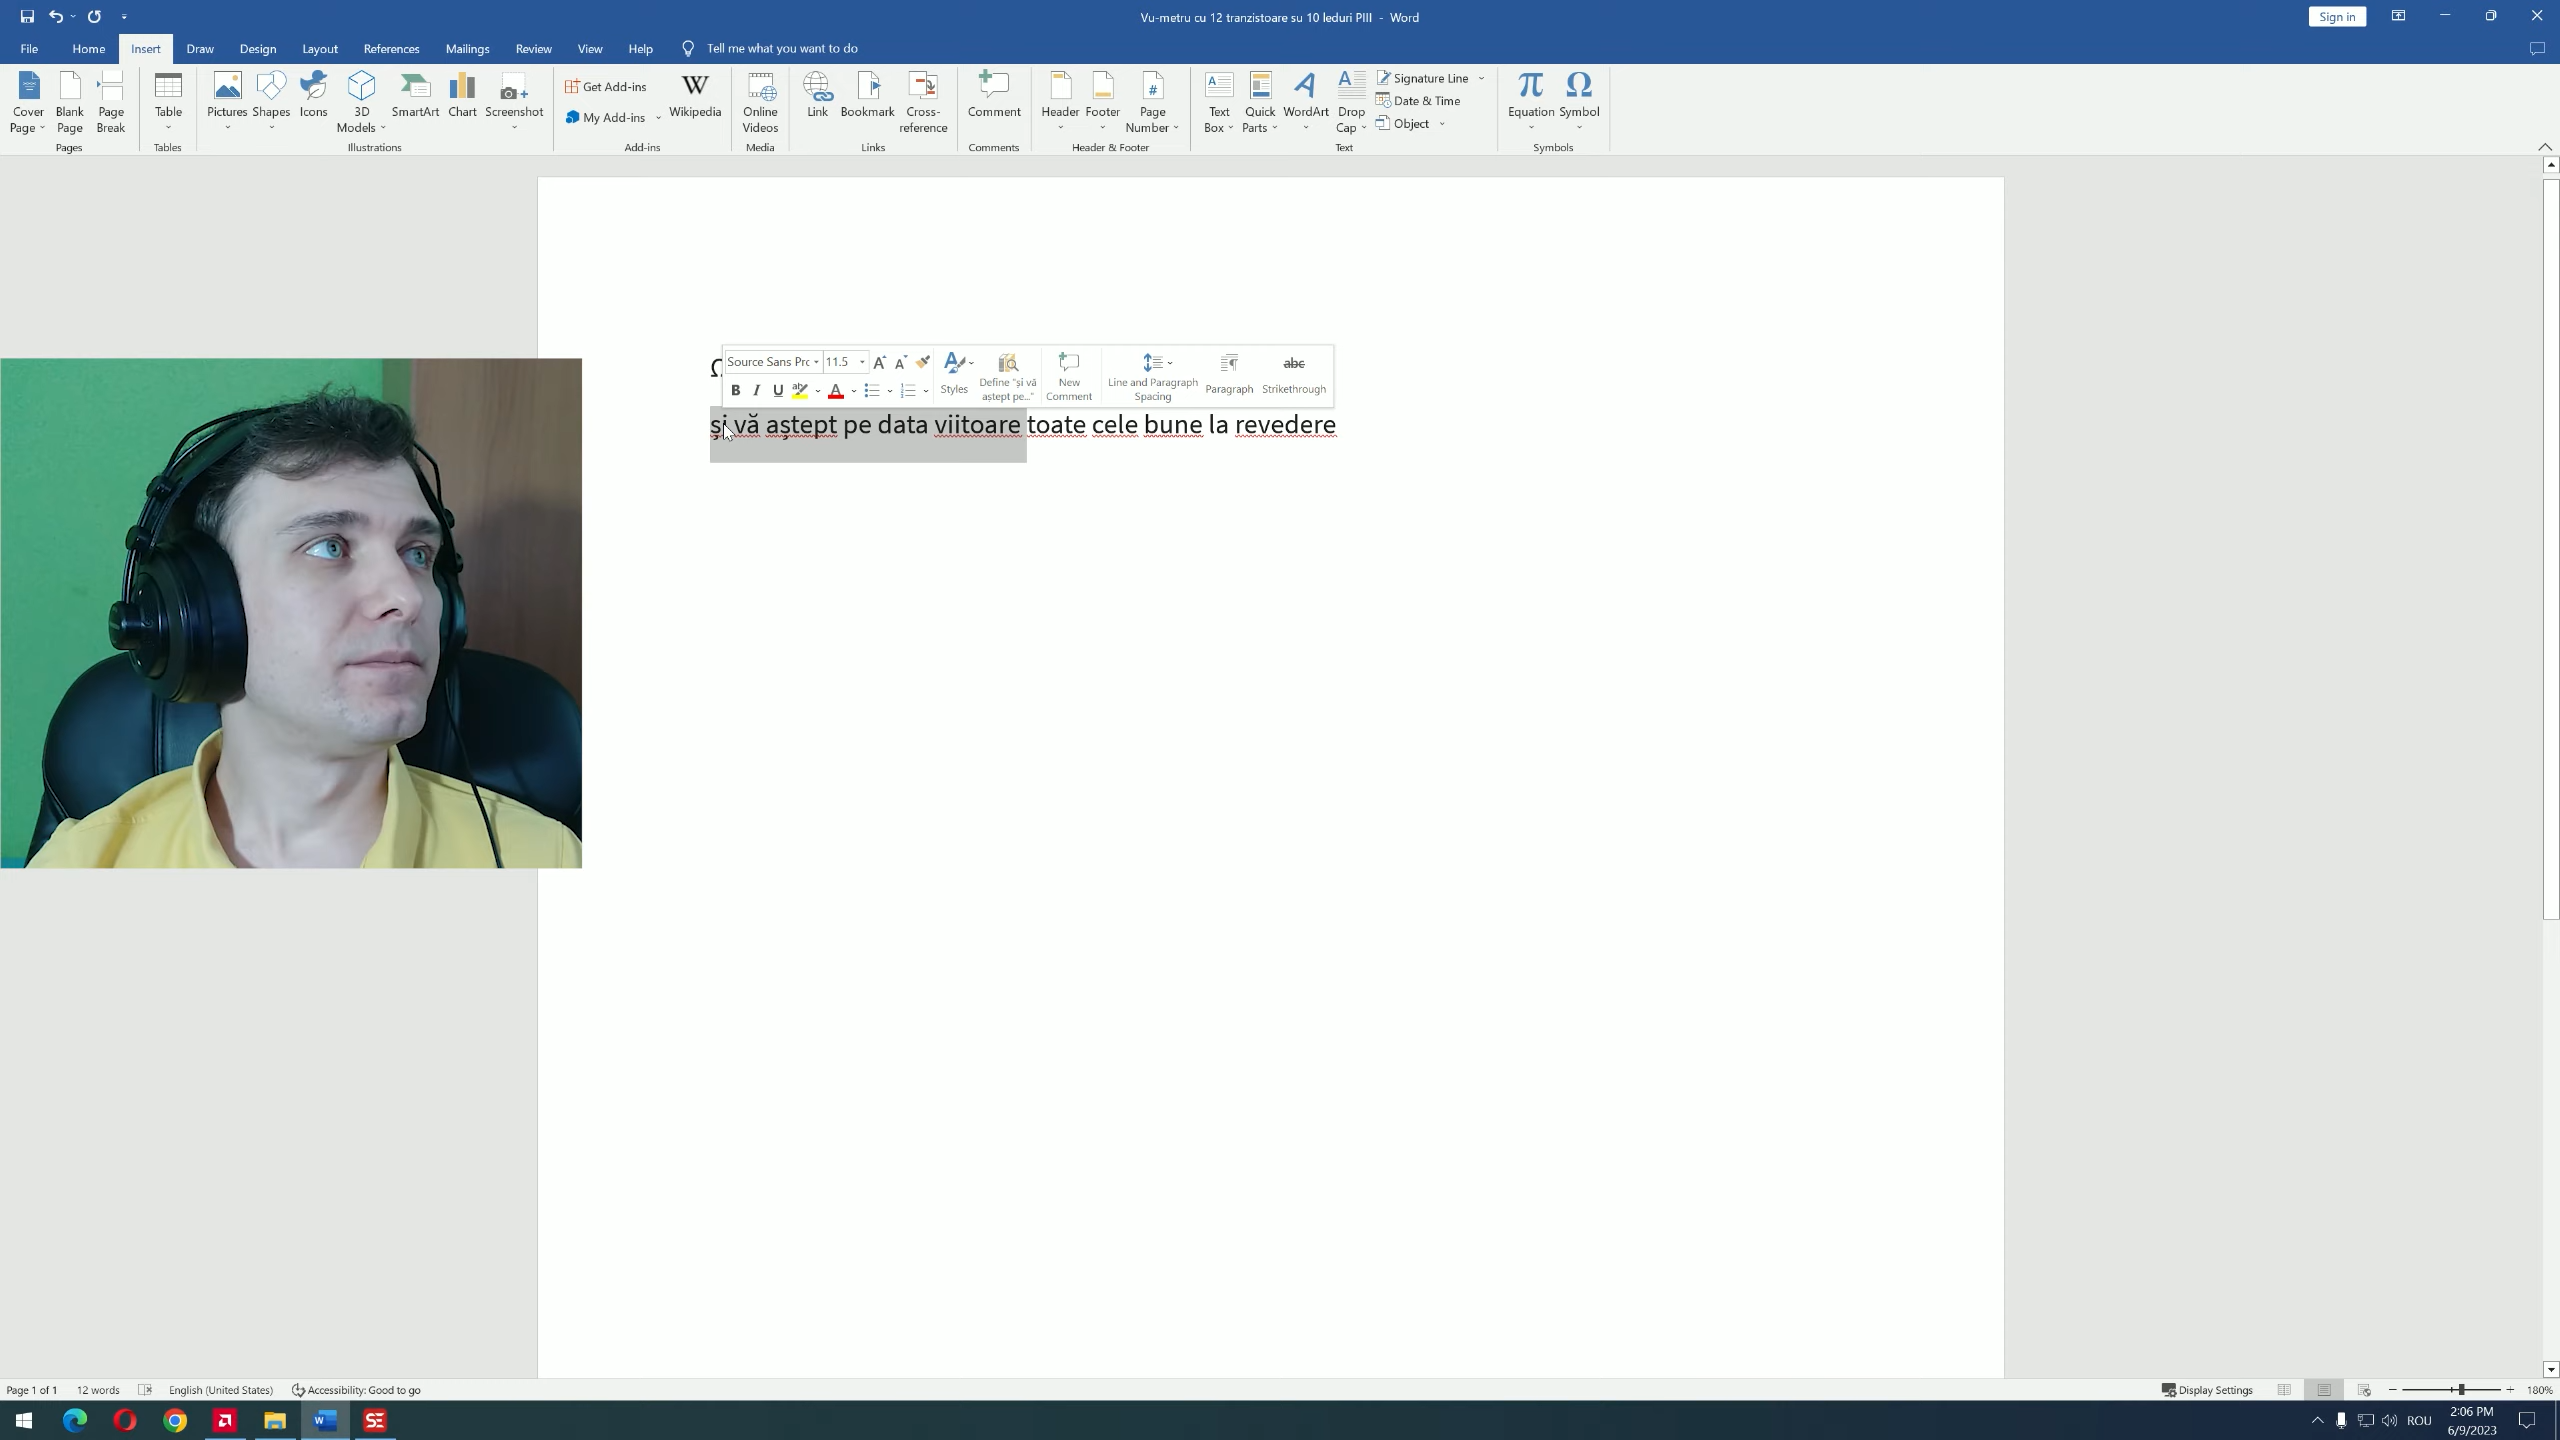 Vu-metru cu 12 tranzistoare su 10 leduri PIII - Word
Sign in
File Home Insert Draw Design Layout References Mailings Review View Help Tell me what you want to do
Cover Page
Blank Page
Page Break
Pages
Table
Tables
Pictures
Shapes
Icons
3D Models
SmartArt
Chart
Screenshot
Illustrations
Get Add-ins
My Add-ins
W
Wikipedia
Add-ins
Online Videos
Media
Link
Bookmark
Cross-reference
Links
Comment
Comments
Header
Footer
Page Number
Header & Footer
Text Box
Quick Parts
WordArt
Drop Cap
Signature Line
Date & Time
Object
Text
π
Equation
Ω
Symbol
Symbols
Source Sans Prc 11.5
B I U
Styles
Define "și vă aștept pe..."
New Comment
Line and Paragraph Spacing
Paragraph
abc
Strikethrough
și vă aștept pe data viitoare toate cele bune la revedere
Page 1 of 1 12 words English (United States) Accessibility: Good to go
Display Settings 180%
SE
ROU
2:06 PM
6/9/2023